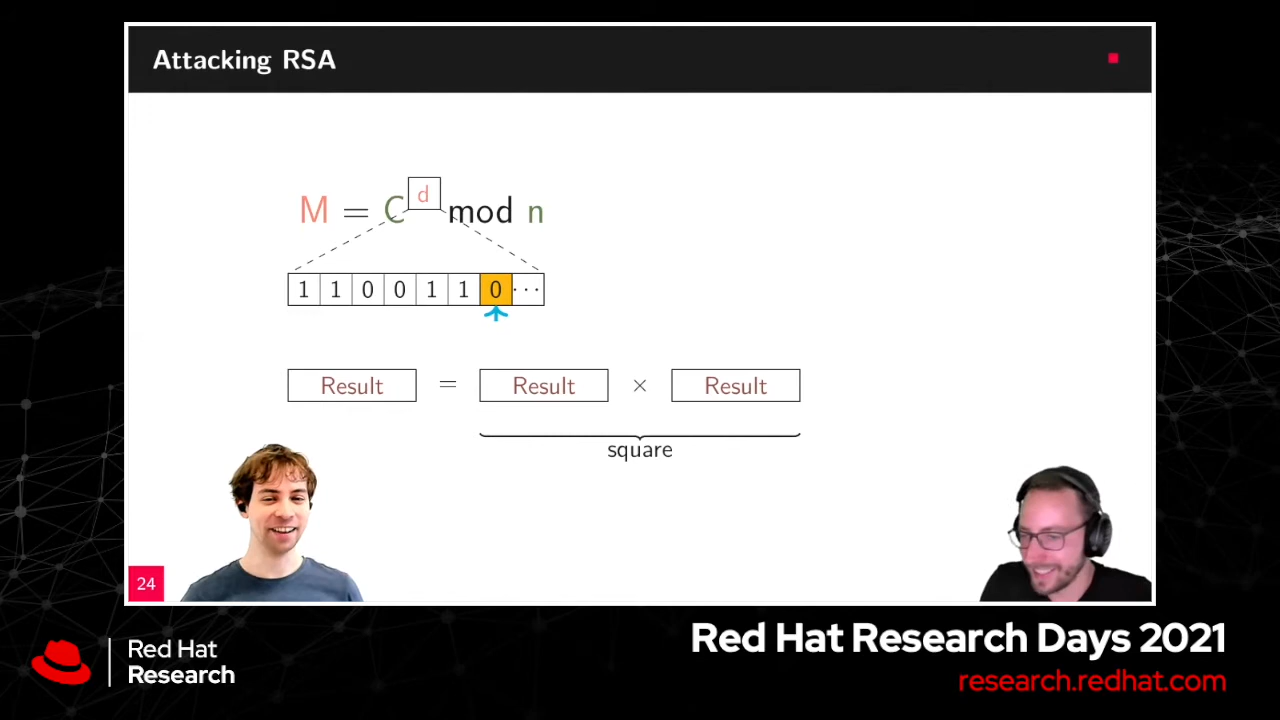 Attacking RSA
M = C^d mod n
1 1 0 0 1 1 0 ...
Result = Result × Result
square
24
Red Hat
Research
Red Hat Research Days 2021
research.redhat.com